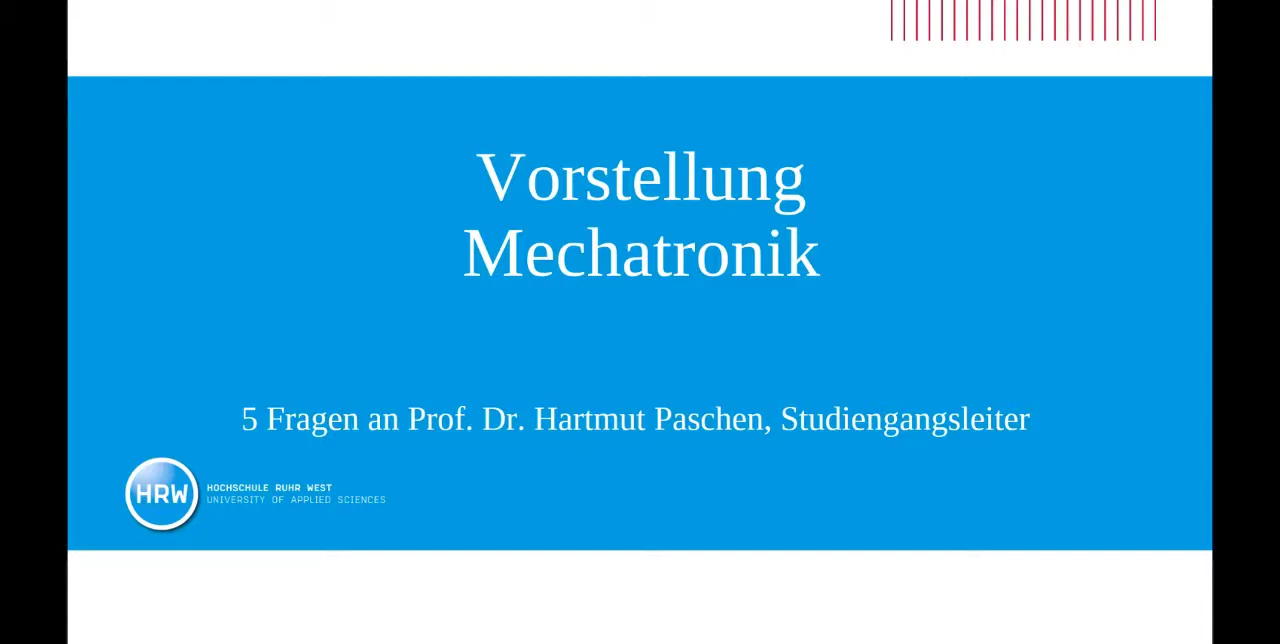 Vorstellung
Mechatronik
5 Fragen an Prof. Dr. Hartmut Paschen, Studiengangsleiter
HRW
HOCHSCHULE RUHR WEST
UNIVERSITY OF APPLIED SCIENCES